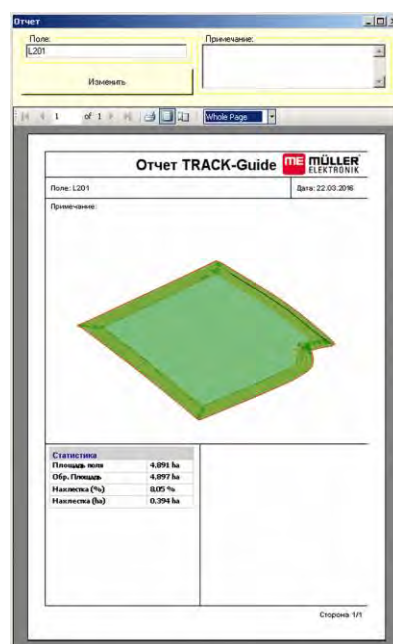 Отчет
Поле:
L201
Примечание:
Изменить
1 of 1
Whole Page
Отчет TRACK-Guide ME MÜLLER ELEKTRONIK
Поле: L201
Дата: 22.03.2016
Примечание:
Статистика
Площадь поля 4,891 ha
Обр. Площадь 4,897 ha
Нахлестка (%) 8,05 %
Нахлестка (ha) 0,394 ha
Сторона 1/1